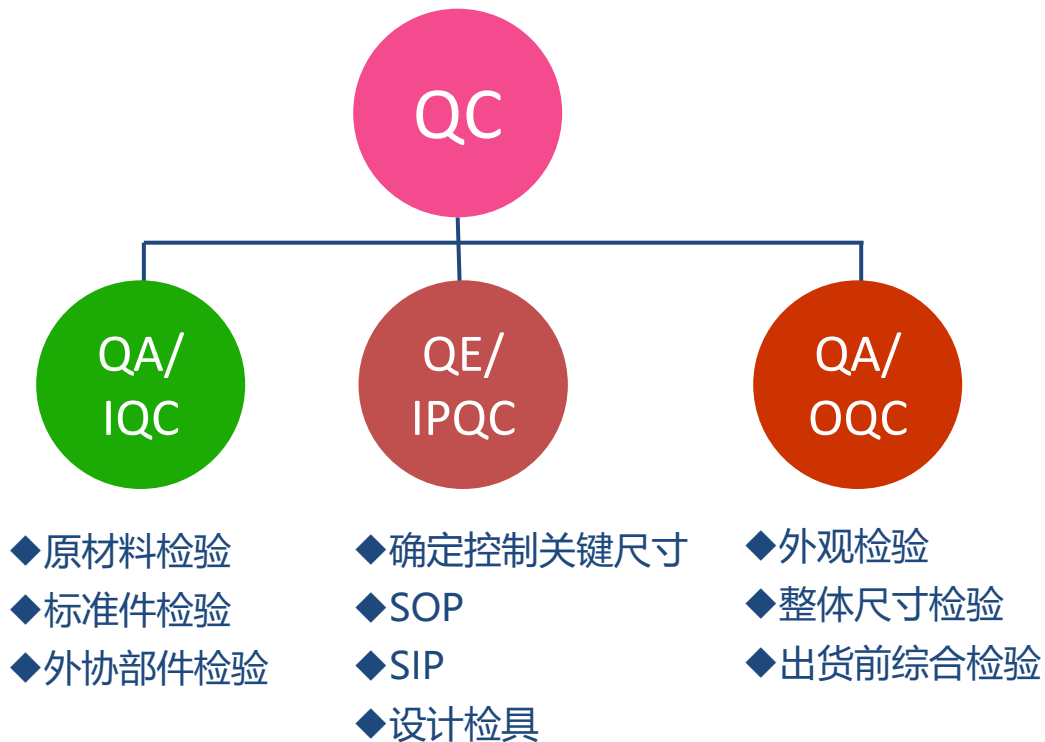 QC
QA/
IQC
QE/
IPQC
QA/
OQC
◆原材料检验
◆标准件检验
◆外协部件检验
◆确定控制关键尺寸
◆SOP
◆SIP
◆设计检具
◆外观检验
◆整体尺寸检验
◆出货前综合检验